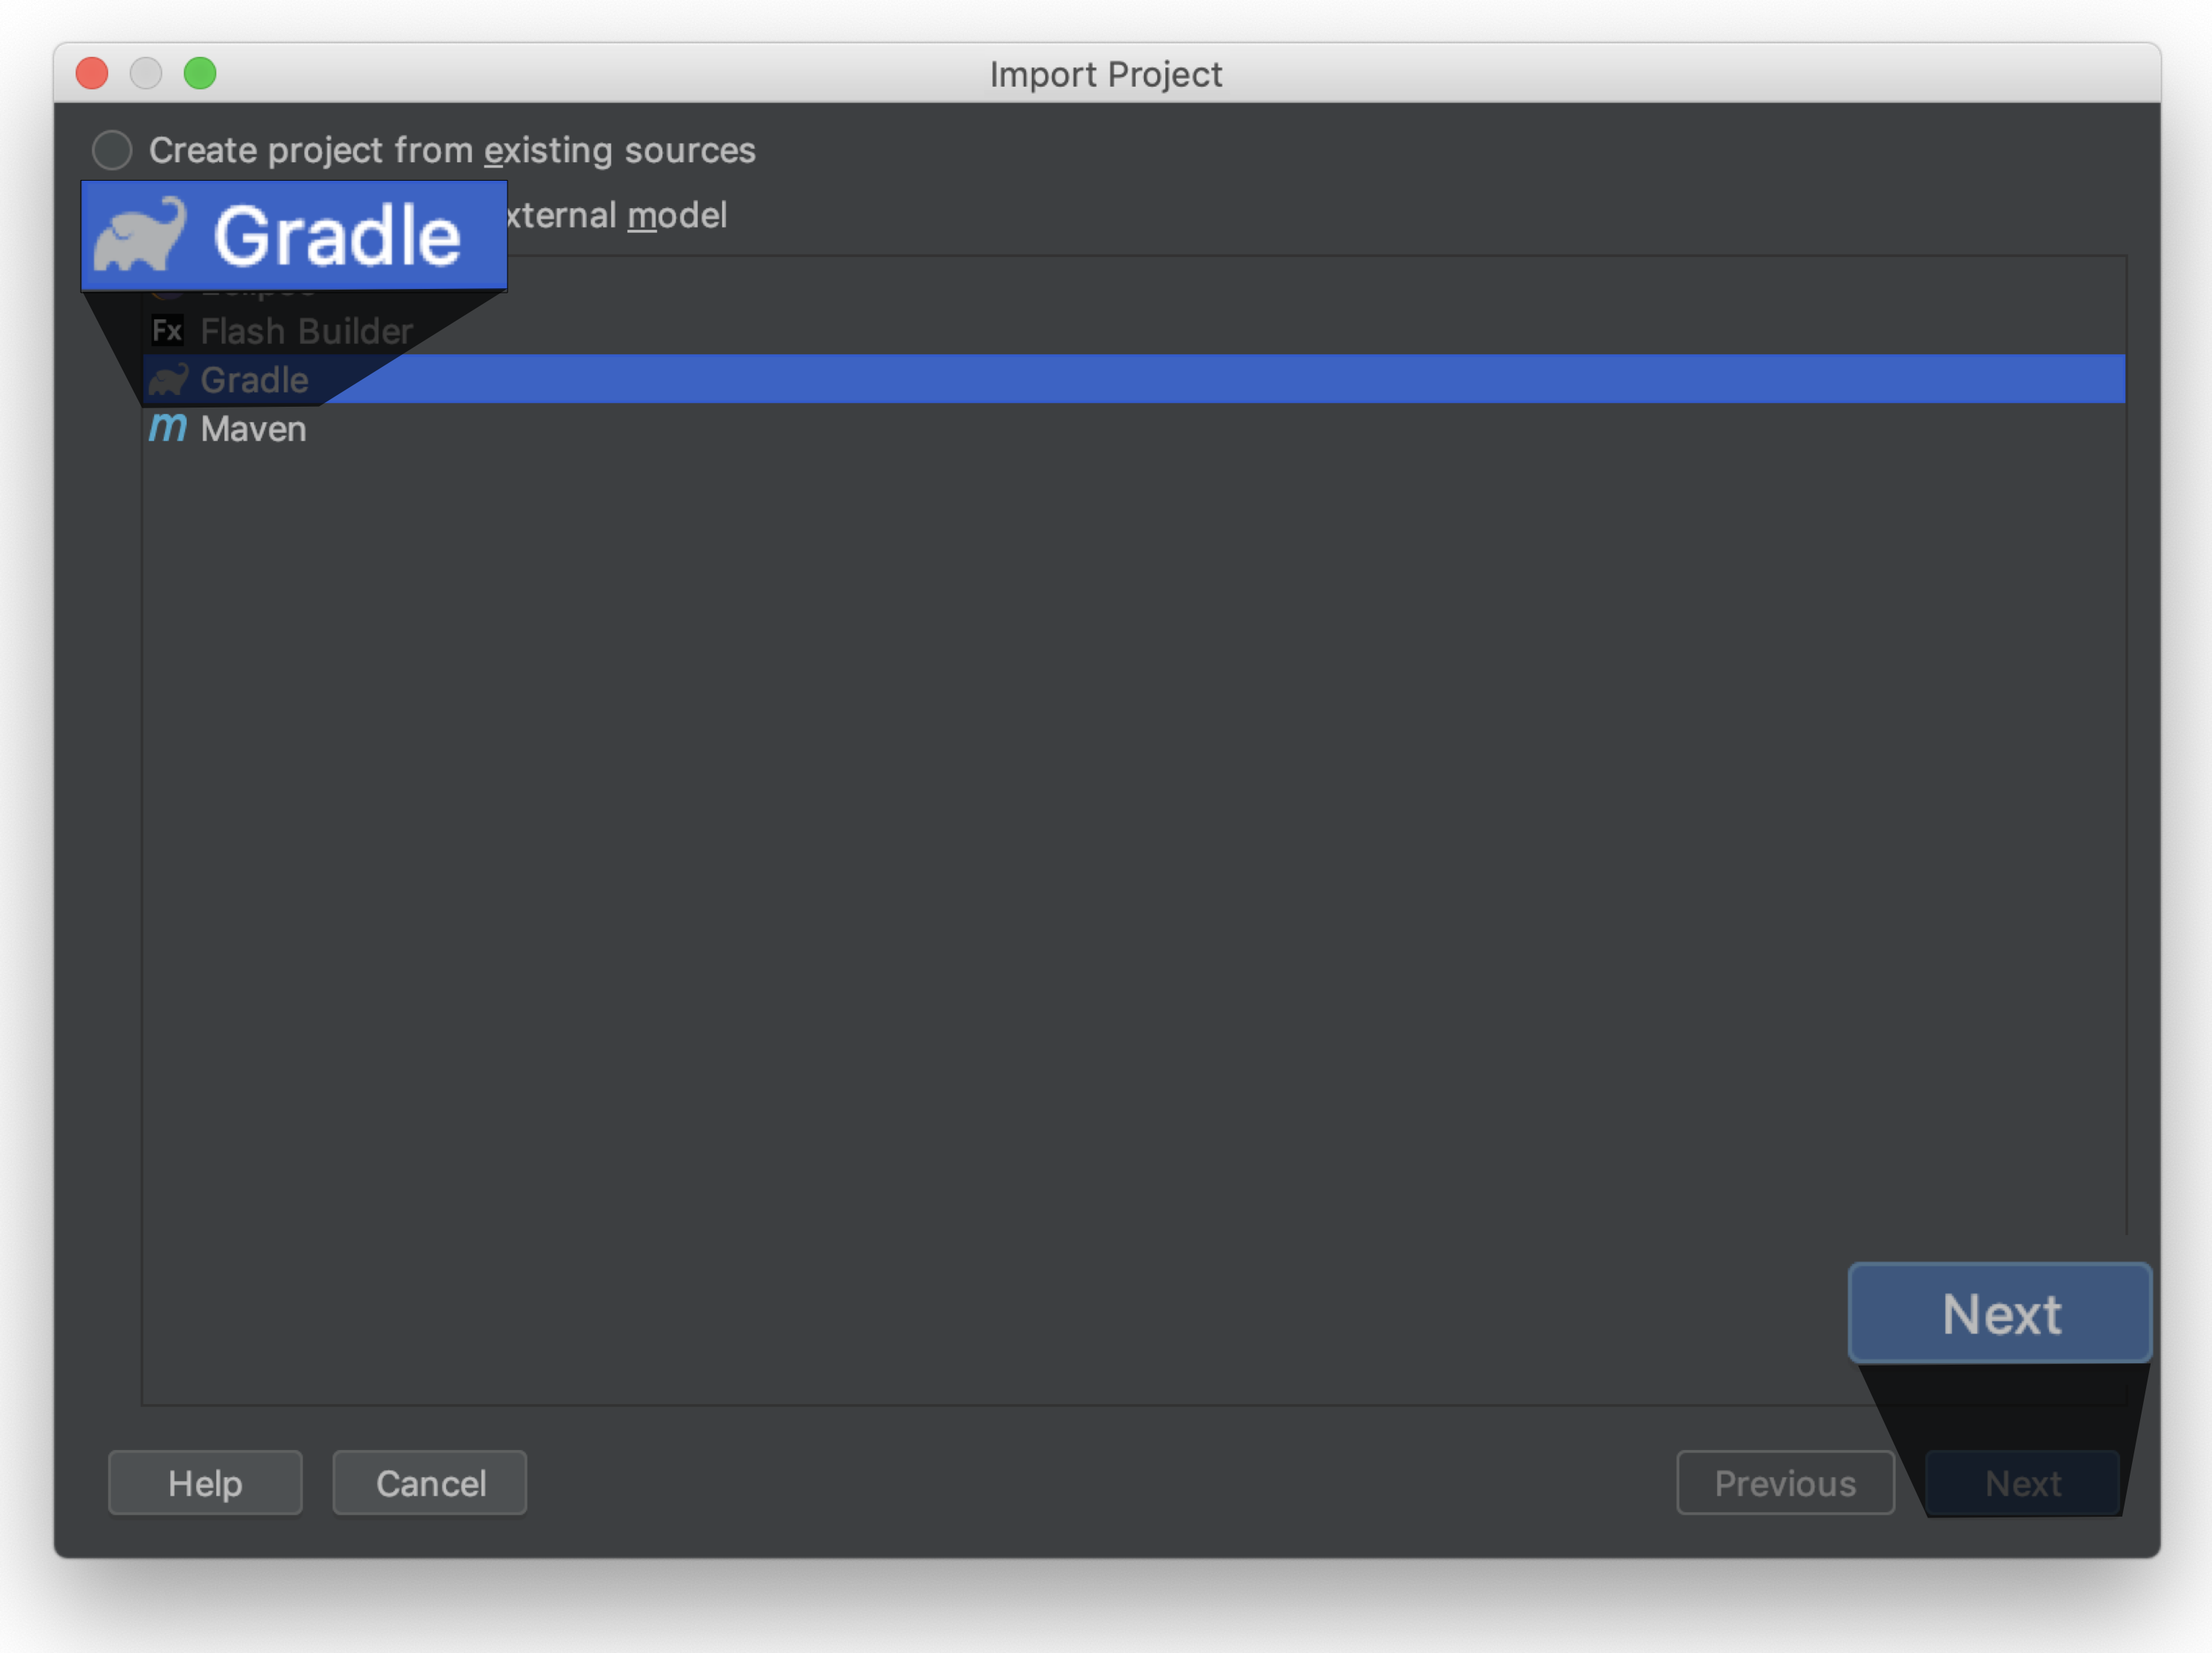 Import Project
Create project from existing sources
Gradle
xternal model
Fx Flash Builder
Gradle
m Maven
Next
Help
Cancel
Previous
Next